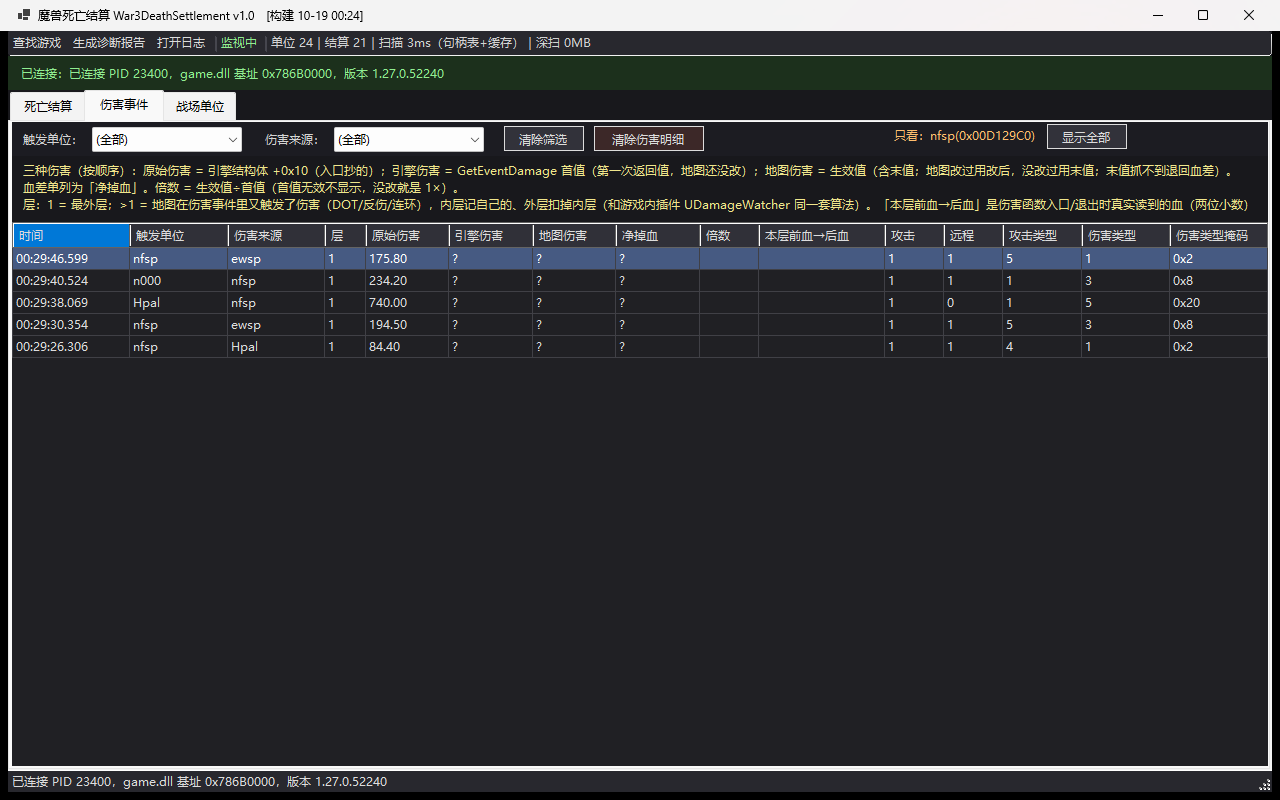 魔兽死亡结算 War3DeathSettlement v1.0 [构建 10-19 00:24]
查找游戏 生成诊断报告 打开日志 | 监视中 | 单位 24 | 结算 21 | 扫描 3ms（句柄表+缓存） | 深扫 0MB
已连接：已连接 PID 23400，game.dll 基址 0x786B0000，版本 1.27.0.52240
死亡结算 伤害事件 战场单位
触发单位： (全部) 伤害来源： (全部) 清除筛选 清除伤害明细 只看：nfsp(0x00D129C0) 显示全部
三种伤害（按顺序）：原始伤害 = 引擎结构体 +0x10（入口抄的）；引擎伤害 = GetEventDamage 首值（第一次返回值，地图还没改）；地图伤害 = 生效值（含末值；地图改过用改后，没改过用末值；末值抓不到退回血差）。
血差单列为「净掉血」。倍数 = 生效值÷首值（首值无效不显示，没改就是 1×）。
层：1 = 最外层；>1 = 地图在伤害事件里又触发了伤害（DOT/反伤/连环），内层记自己的、外层扣掉内层（和游戏内插件 UDamageWatcher 同一套算法）。「本层前血→后血」是伤害函数入口/退出时真实读到的血（两位小数）
时间 触发单位 伤害来源 层 原始伤害 引擎伤害 地图伤害 净掉血 倍数 本层前血→后血 攻击 远程 攻击类型 伤害类型 伤害类型掩码
00:29:46.599 nfsp ewsp 1 175.80 ? ? ? 1 1 5 1 0x2
00:29:40.524 n000 nfsp 1 234.20 ? ? ? 1 1 1 3 0x8
00:29:38.069 Hpal nfsp 1 740.00 ? ? ? 1 0 1 5 0x20
00:29:30.354 nfsp ewsp 1 194.50 ? ? ? 1 1 5 3 0x8
00:29:26.306 nfsp Hpal 1 84.40 ? ? ? 1 1 4 1 0x2
已连接 PID 23400，game.dll 基址 0x786B0000，版本 1.27.0.52240